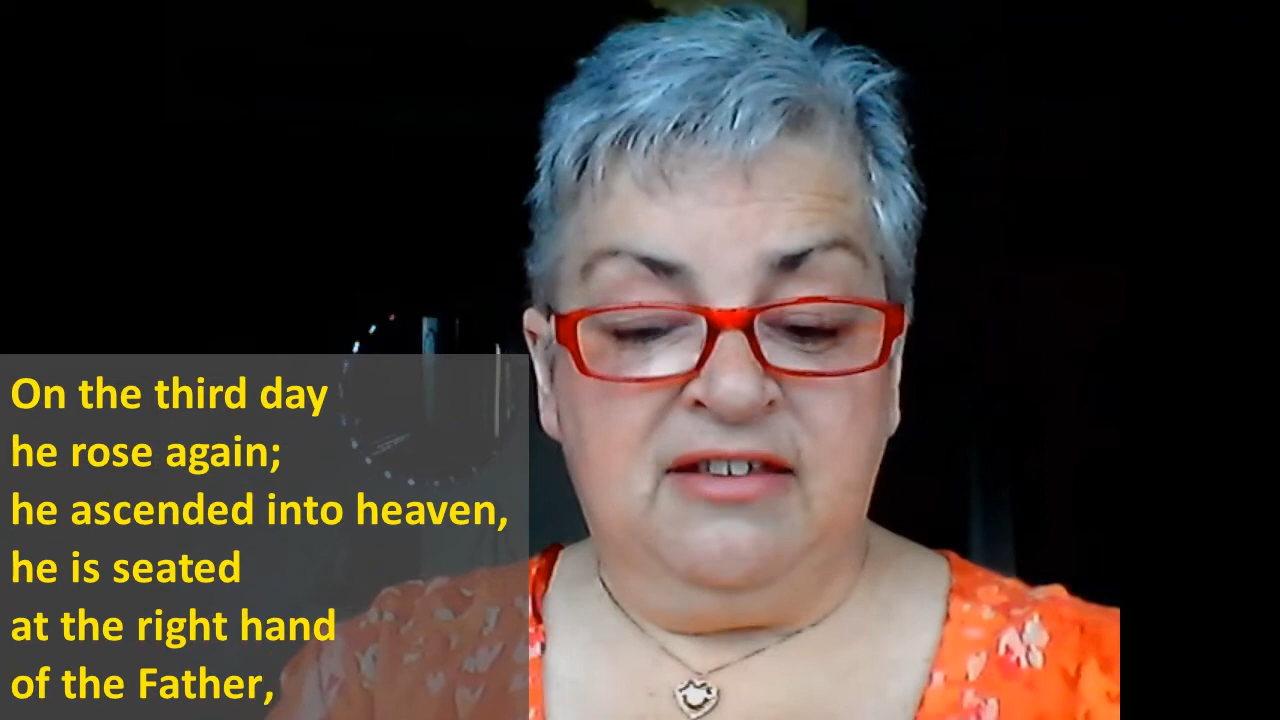 On the third day
he rose again;
he ascended into heaven,
he is seated
at the right hand
of the Father,